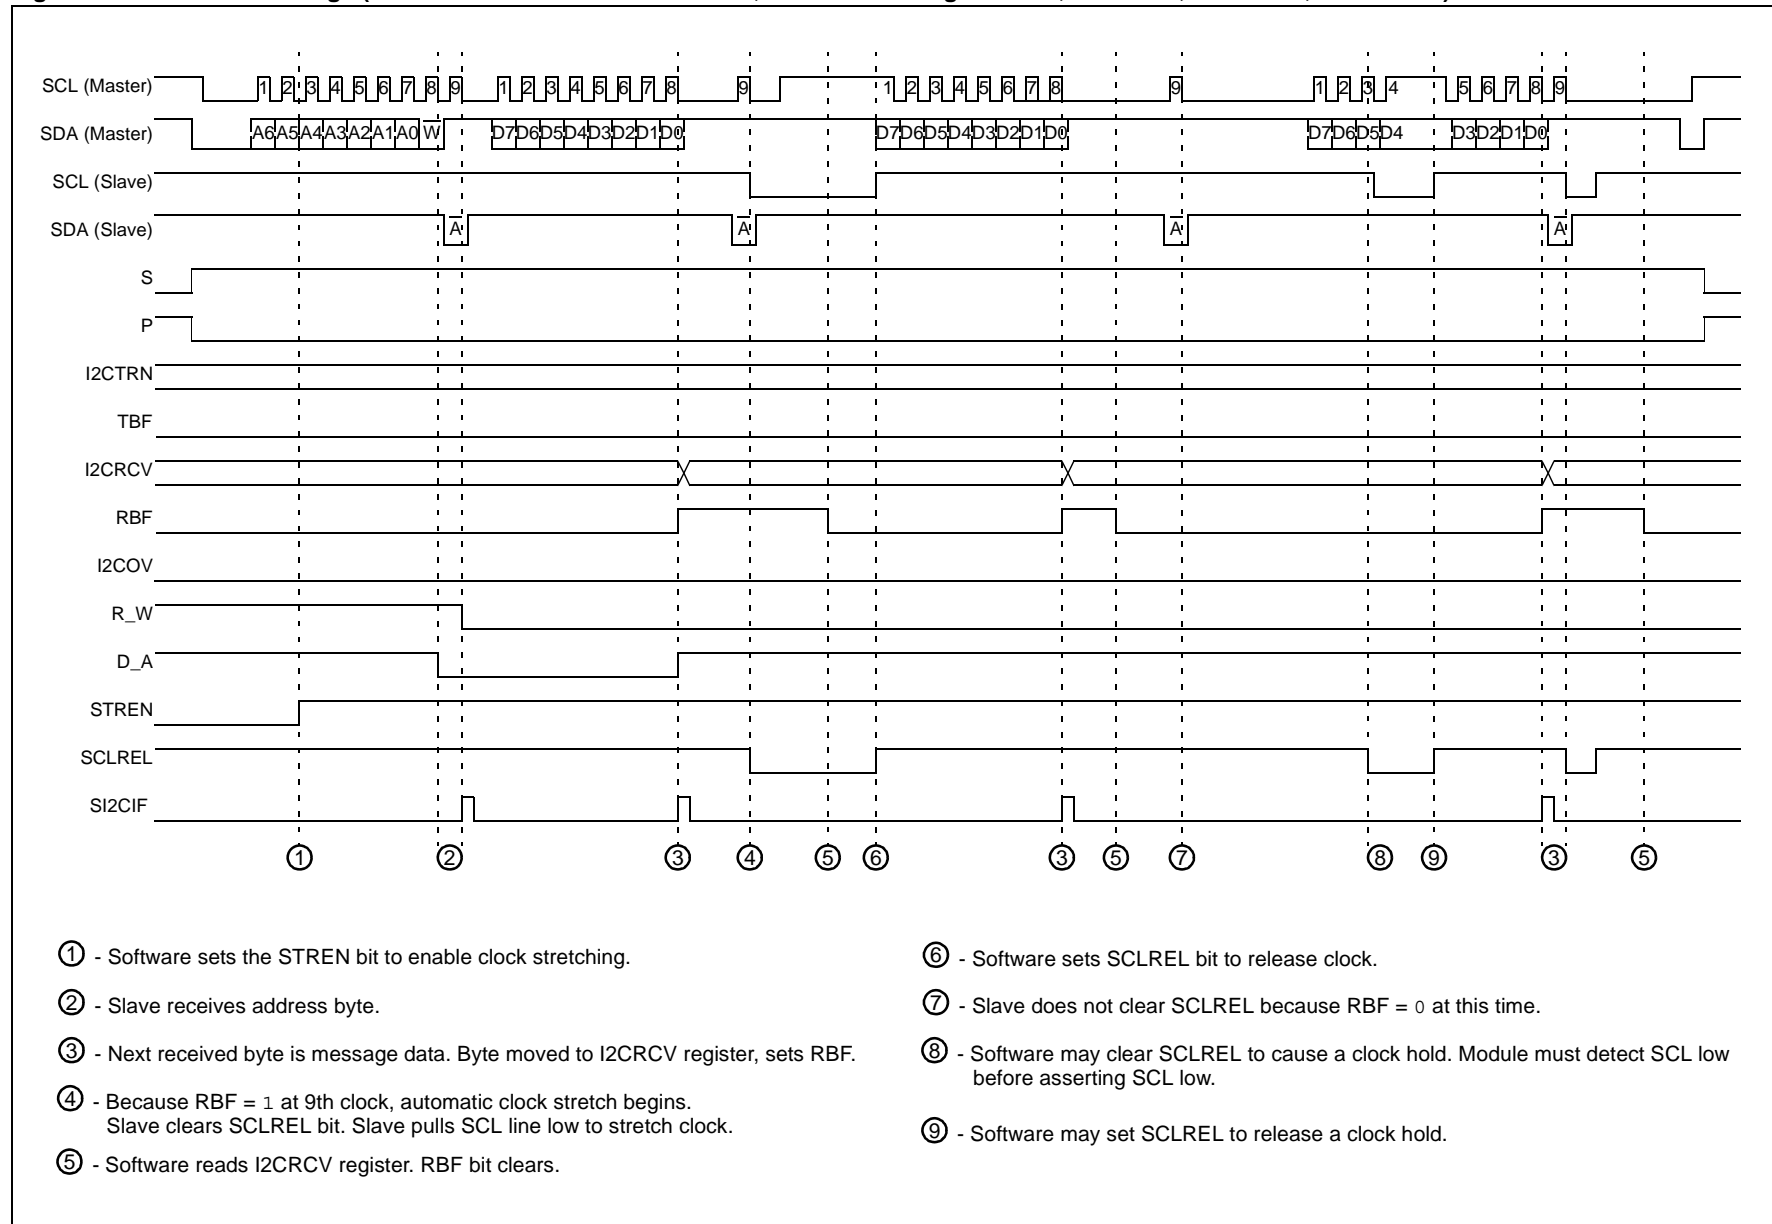 SCL (Master)
1 2 3 4 5 6 7 8 9 1 2 3 4 5 6 7 8 9 1 2 3 4 5 6 7 8 9 1 2 3 4 5 6 7 8 9
SDA (Master)
A6 A5 A4 A3 A2 A1 A0 W D7 D6 D5 D4 D3 D2 D1 D0 D7 D6 D5 D4 D3 D2 D1 D0 D7 D6 D5 D4 D3 D2 D1 D0
SCL (Slave)
SDA (Slave)
A A A A
S
P
I2CTRN
TBF
I2CRCV
RBF
I2COV
R_W
D_A
STREN
SCLREL
SI2CIF
1 2 3 4 5 6 3 5 7 8 9 3 5
1 - Software sets the STREN bit to enable clock stretching.
2 - Slave receives address byte.
3 - Next received byte is message data. Byte moved to I2CRCV register, sets RBF.
4 - Because RBF = 1 at 9th clock, automatic clock stretch begins.
Slave clears SCLREL bit. Slave pulls SCL line low to stretch clock.
5 - Software reads I2CRCV register. RBF bit clears.
6 - Software sets SCLREL bit to release clock.
7 - Slave does not clear SCLREL because RBF = 0 at this time.
8 - Software may clear SCLREL to cause a clock hold. Module must detect SCL low
before asserting SCL low.
9 - Software may set SCLREL to release a clock hold.